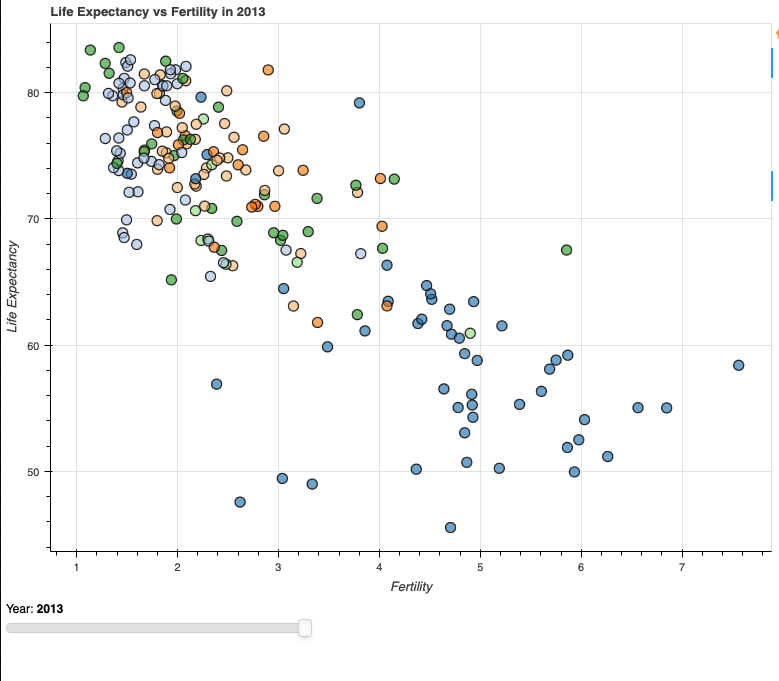 Life Expectancy vs Fertility in 2013
80
70
60
50
Life Expectancy
1 2 3 4 5 6 7
Fertility
Year: 2013